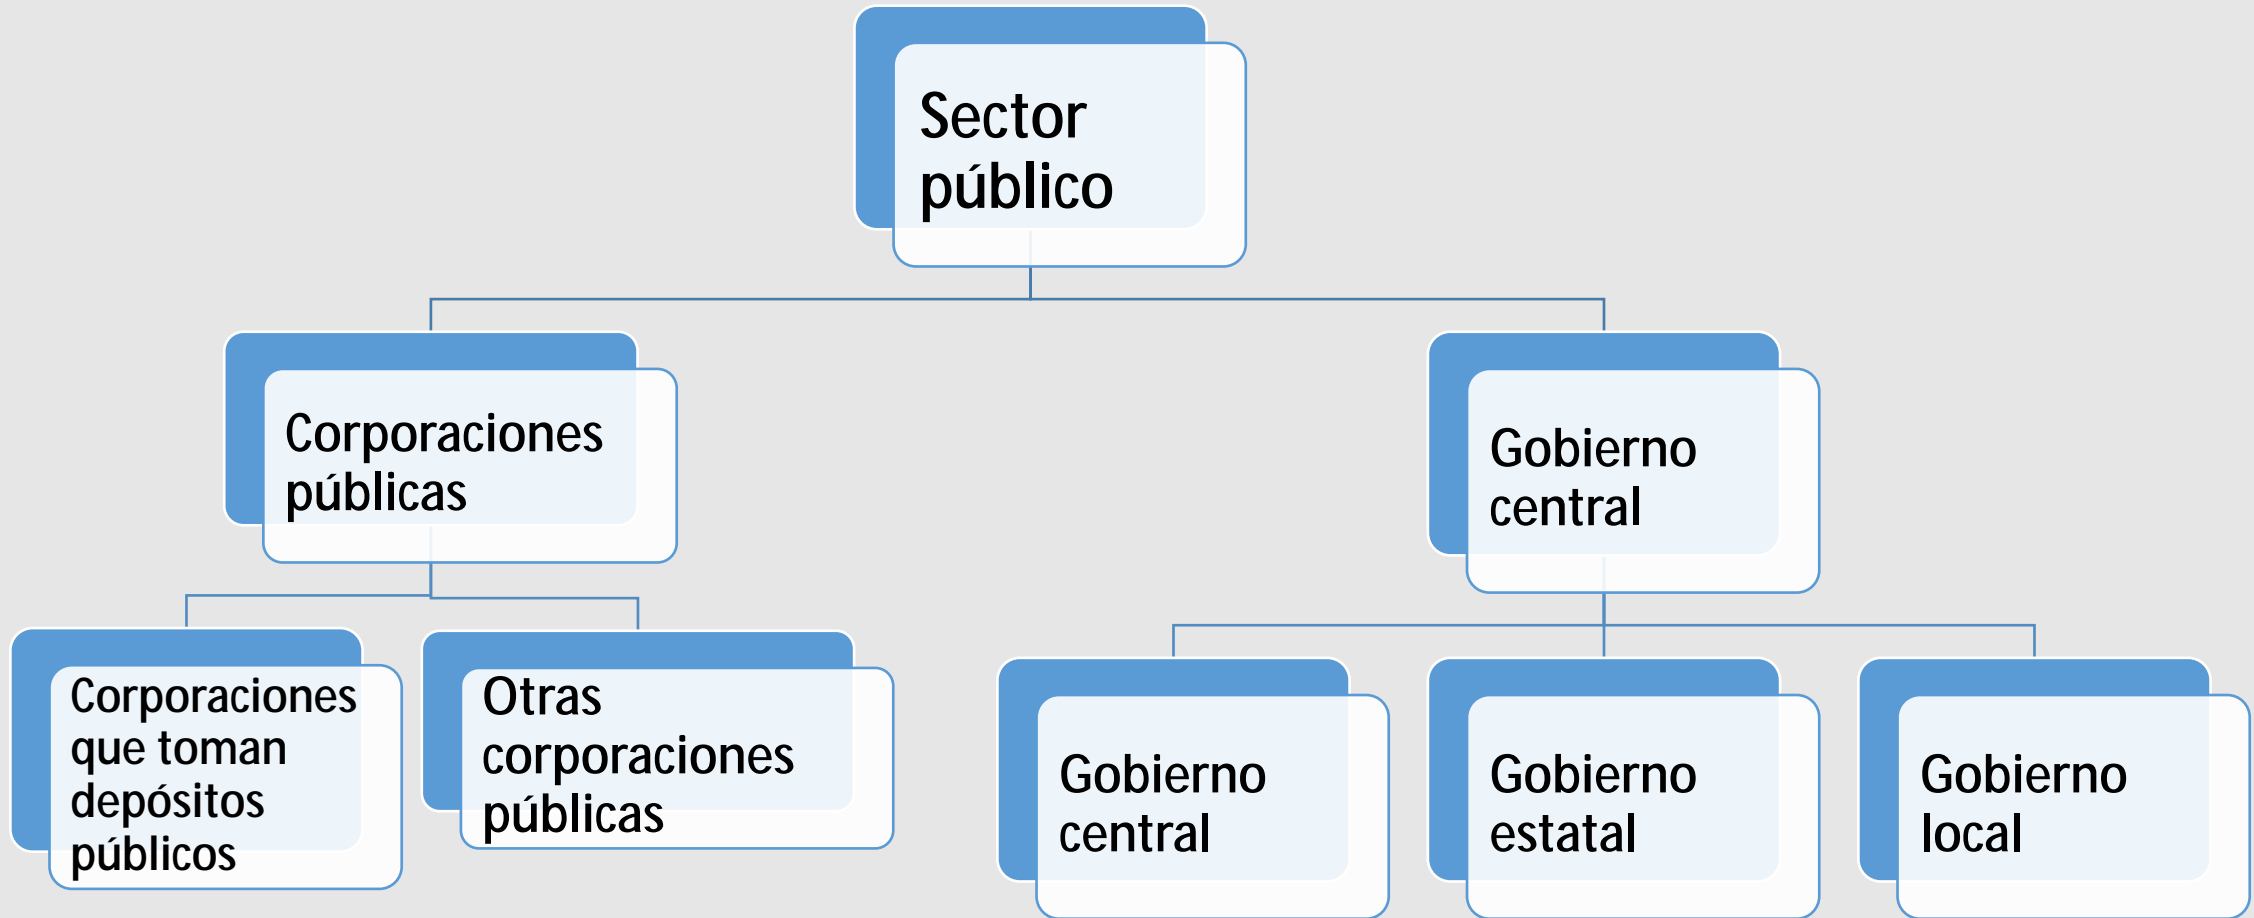 Sector
público
Corporaciones
públicas
Gobierno
central
Corporaciones
que toman
depósitos
públicos
Otras
corporaciones
públicas
Gobierno
central
Gobierno
estatal
Gobierno
local